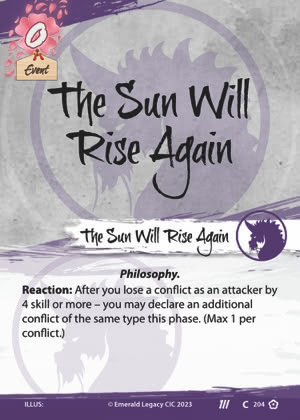 0
Event
The Sun Will
Rise Again
The Sun Will Rise Again
Philosophy.
Reaction: After you lose a conflict as an attacker by
4 skill or more – you may declare an additional
conflict of the same type this phase. (Max 1 per
conflict.)
ILLUS: © Emerald Legacy CIC 2023 C 204